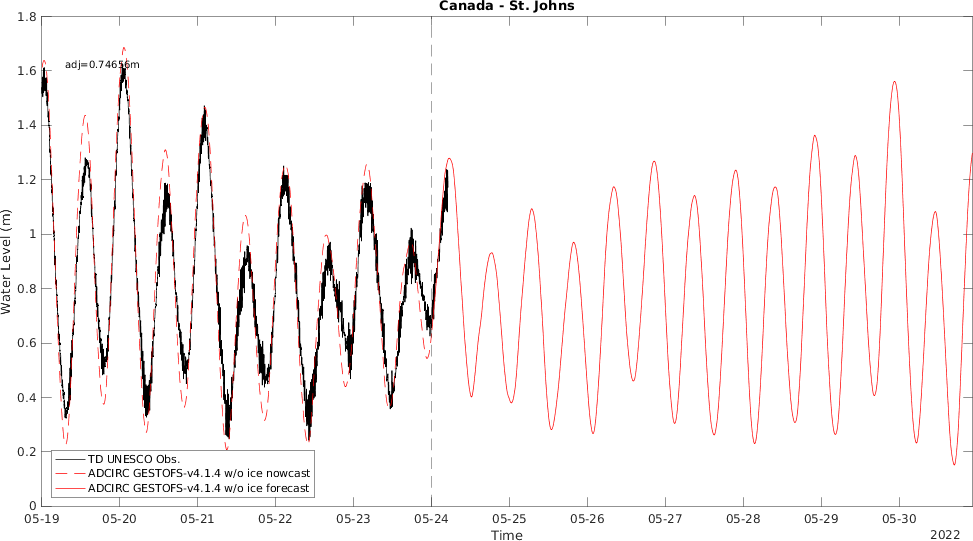 Canada - St. Johns
adj=0.74656m
Water Level (m)
1.8
1.6
1.4
1.2
1
0.8
0.6
0.4
0.2
0
TD UNESCO Obs.
ADCIRC GESTOFS-v4.1.4 w/o ice nowcast
ADCIRC GESTOFS-v4.1.4 w/o ice forecast
05-19 05-20 05-21 05-22 05-23 05-24 05-25 05-26 05-27 05-28 05-29 05-30
Time
2022